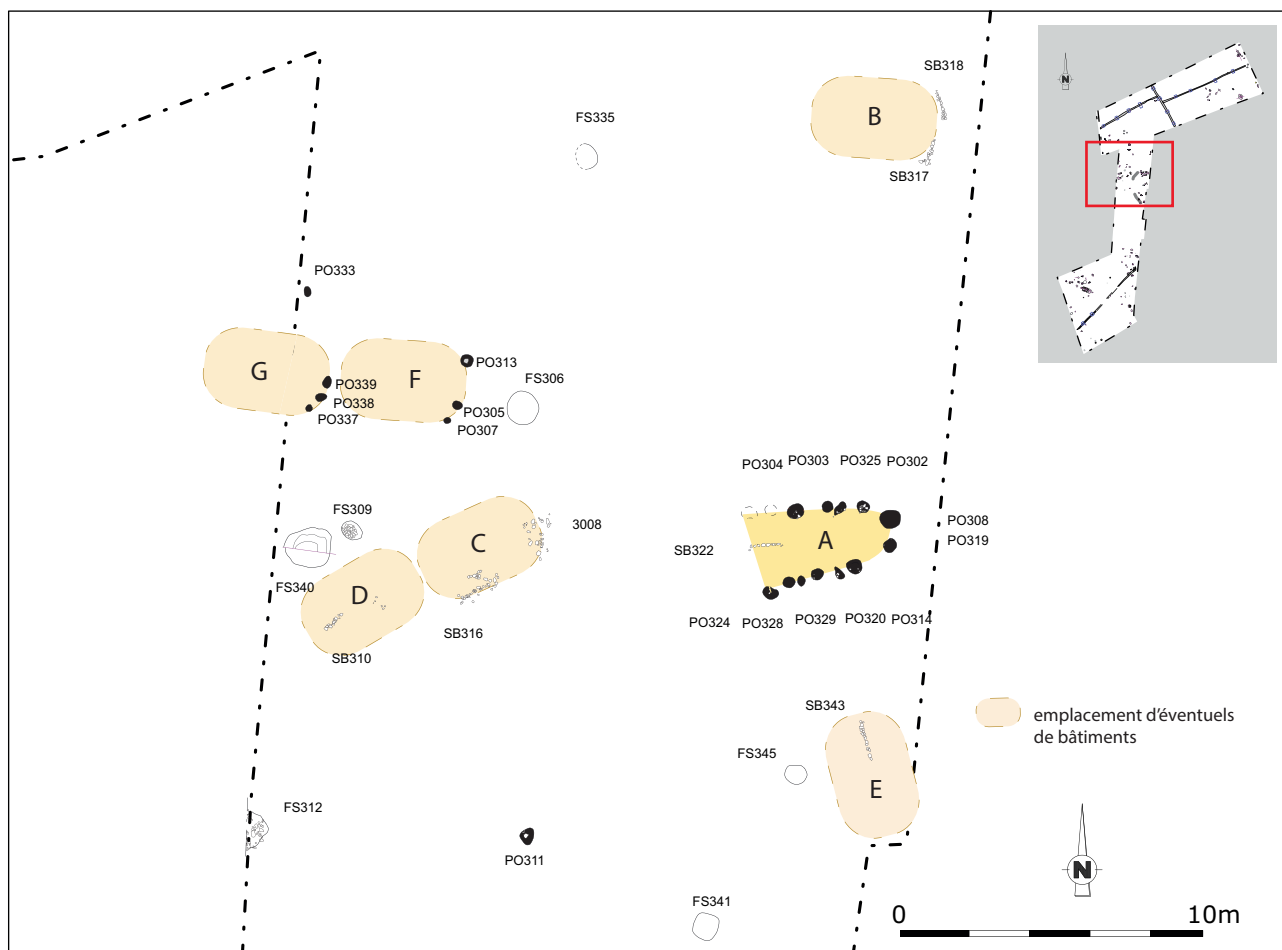 SB318
N
FS335
B
SB317
PO333
PO313
G
F
FS306
PO339
PO338
PO305
PO337
PO307
PO304
PO303
PO325
PO302
FS309
3008
PO308
PO319
C
A
SB322
FS340
D
PO324
PO328
PO329
PO320
PO314
SB316
SB310
SB343
emplacement d'éventuels
de bâtiments
FS345
E
FS312
PO311
N
FS341
0
10m